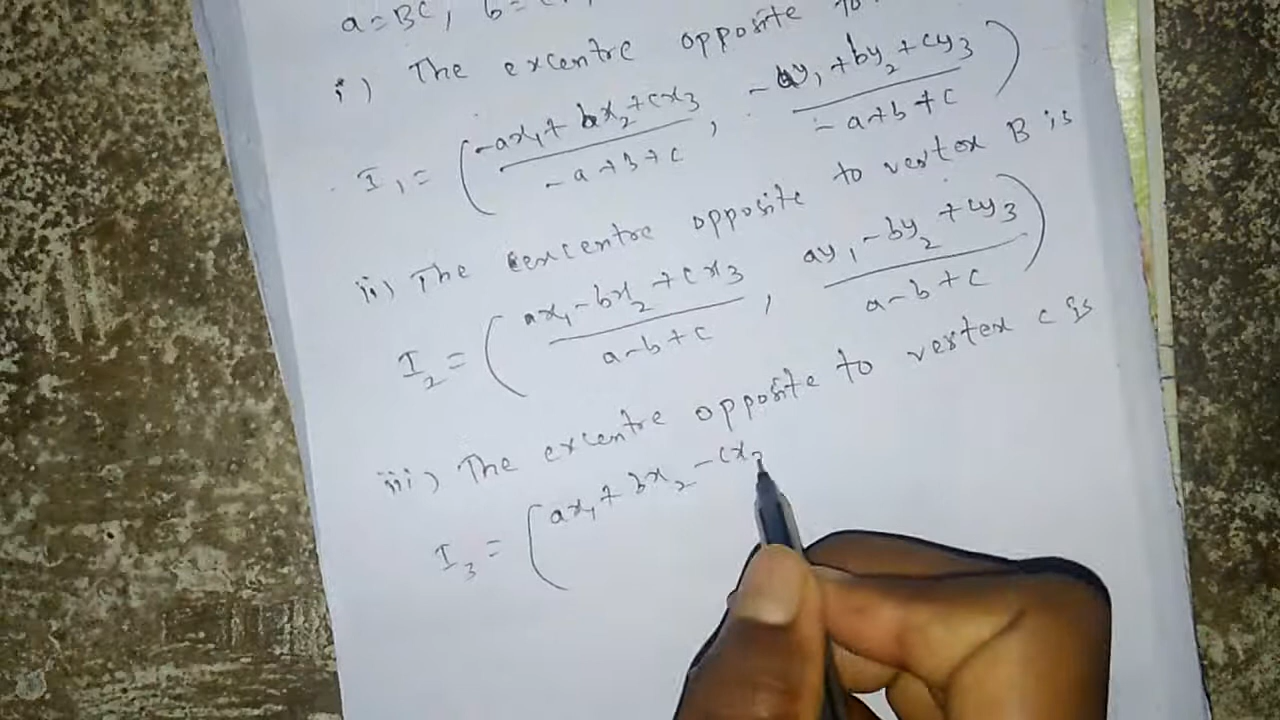 a = BC, b =
i) The excentre opposite to
I₁ = ( -ax₁ + bx₂ + cx₃ / -a + b + c , -ay₁ + by₂ + cy₃ / -a + b + c )
ii) The excentre opposite to vertex B is
I₂ = ( ax₁ - bx₂ + cx₃ / a - b + c , ay₁ - by₂ + cy₃ / a - b + c )
iii) The excentre opposite to vertex C is
I₃ = ( ax₁ + bx₂ - cx